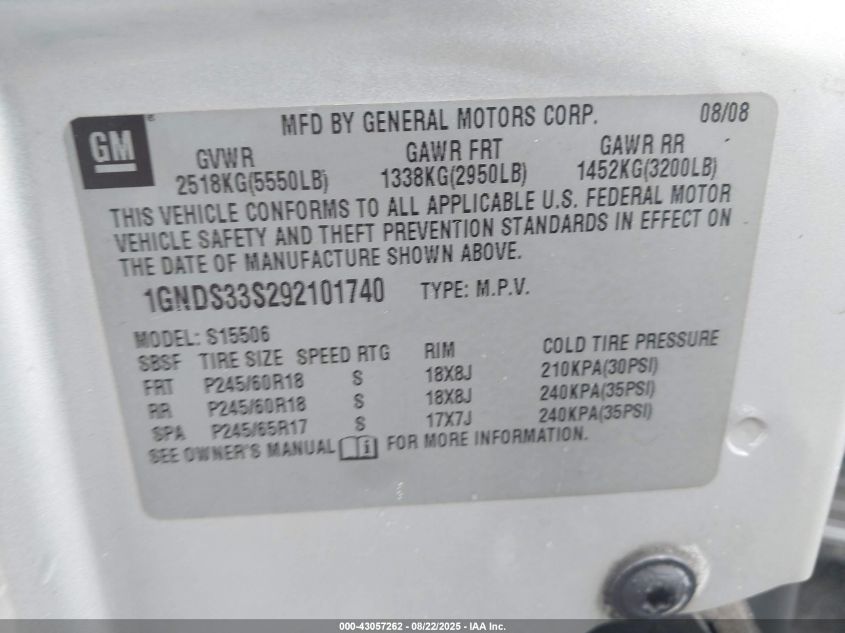 GM
MFD BY GENERAL MOTORS CORP. 08/08
GVWR GAWR FRT GAWR RR
2518KG(5550LB) 1338KG(2950LB) 1452KG(3200LB)
THIS VEHICLE CONFORMS TO ALL APPLICABLE U.S. FEDERAL MOTOR
VEHICLE SAFETY AND THEFT PREVENTION STANDARDS IN EFFECT ON
THE DATE OF MANUFACTURE SHOWN ABOVE.
1GNDS33S292101740 TYPE: M.P.V.
MODEL: S15506
SBSF TIRE SIZE SPEED RTG RIM COLD TIRE PRESSURE
FRT P245/60R18 S 18X8J 210KPA(30PSI)
RR P245/60R18 S 18X8J 240KPA(35PSI)
SPA P245/65R17 S 17X7J 240KPA(35PSI)
SEE OWNER'S MANUAL i FOR MORE INFORMATION.
000-43057262 - 08/22/2025 - IAA Inc.